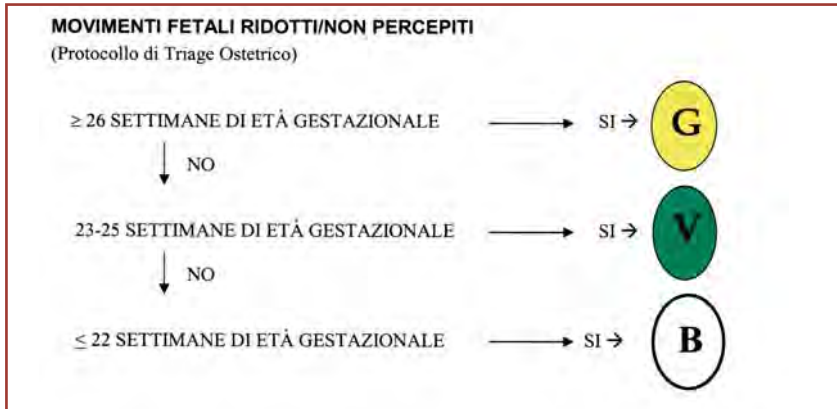 MOVIMENTI FETALI RIDOTTI/NON PERCEPITI
(Protocollo di Triage Ostetrico)
≥ 26 SETTIMANE DI ETÀ GESTAZIONALE SI → G
NO
23-25 SETTIMANE DI ETÀ GESTAZIONALE SI → V
NO
≤ 22 SETTIMANE DI ETÀ GESTAZIONALE SI → B